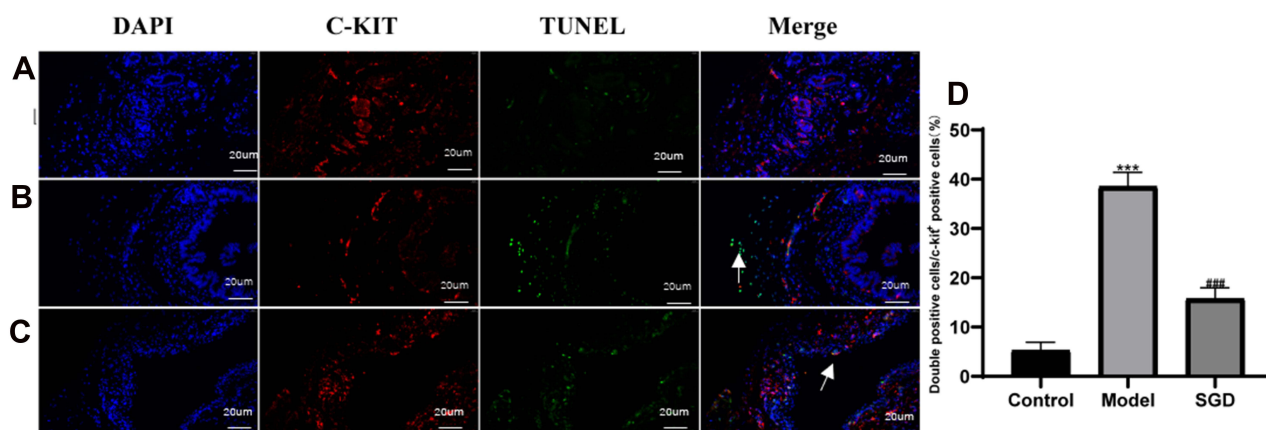 DAPI C-KIT TUNEL Merge
A
20um 20um 20um 20um
B
20um 20um 20um 20um
C
20um 20um 20um 20um
D
Double positive cells/c-kit⁺ positive cells(%)
50
40
30
20
10
0
***
###
Control Model SGD